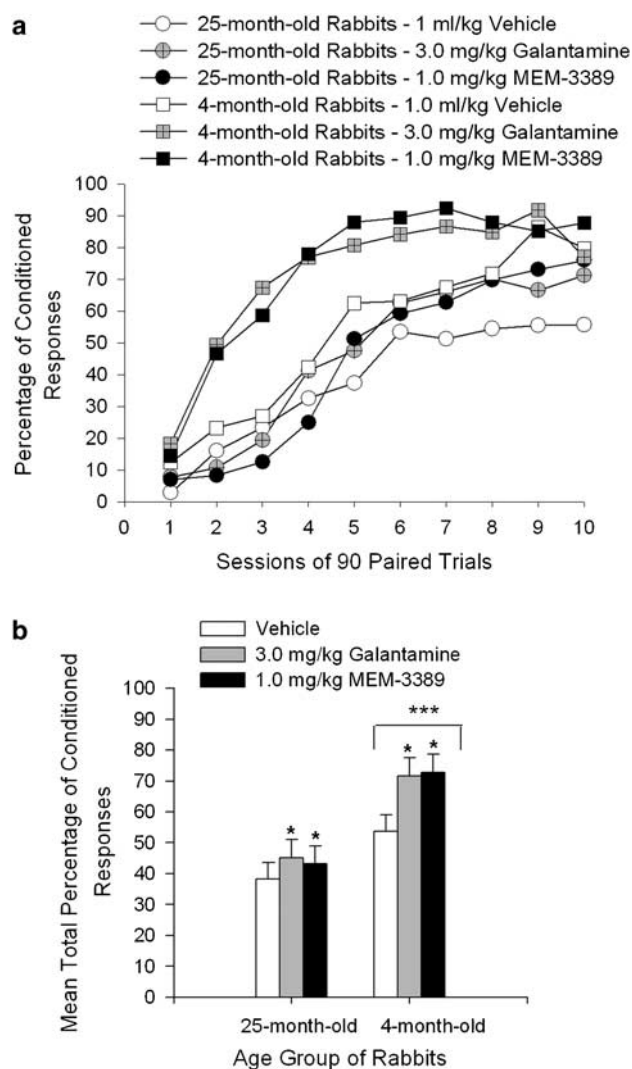 a
25-month-old Rabbits - 1 ml/kg Vehicle
25-month-old Rabbits - 3.0 mg/kg Galantamine
25-month-old Rabbits - 1.0 mg/kg MEM-3389
4-month-old Rabbits - 1.0 ml/kg Vehicle
4-month-old Rabbits - 3.0 mg/kg Galantamine
4-month-old Rabbits - 1.0 mg/kg MEM-3389
Percentage of Conditioned
Responses
100
90
80
70
60
50
40
30
20
10
0
0 1 2 3 4 5 6 7 8 9 10
Sessions of 90 Paired Trials
b
Vehicle
3.0 mg/kg Galantamine
1.0 mg/kg MEM-3389
Mean Total Percentage of Conditioned
Responses
100
90
80
70
60
50
40
30
20
10
0
* *
***
* *
25-month-old 4-month-old
Age Group of Rabbits